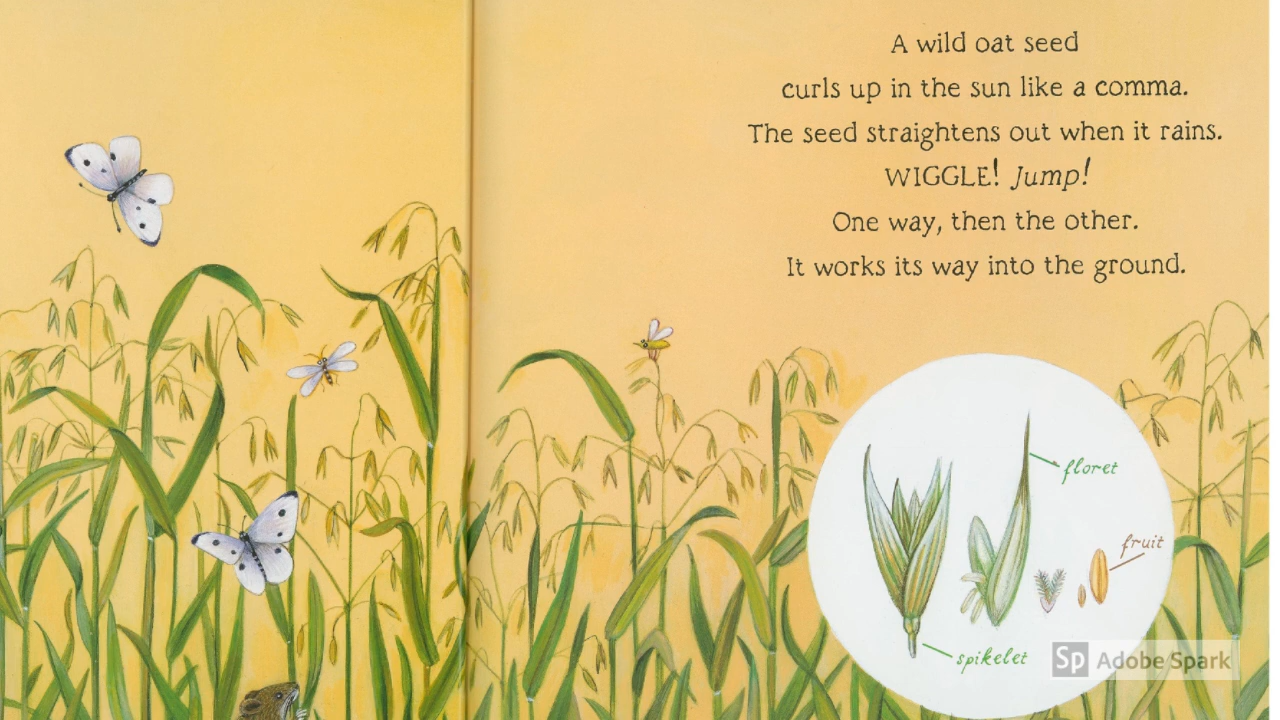 A wild oat seed
curls up in the sun like a comma.
The seed straightens out when it rains.
WIGGLE! Jump!
One way, then the other.
It works its way into the ground.
floret
fruit
spikelet
Sp Adobe Spark